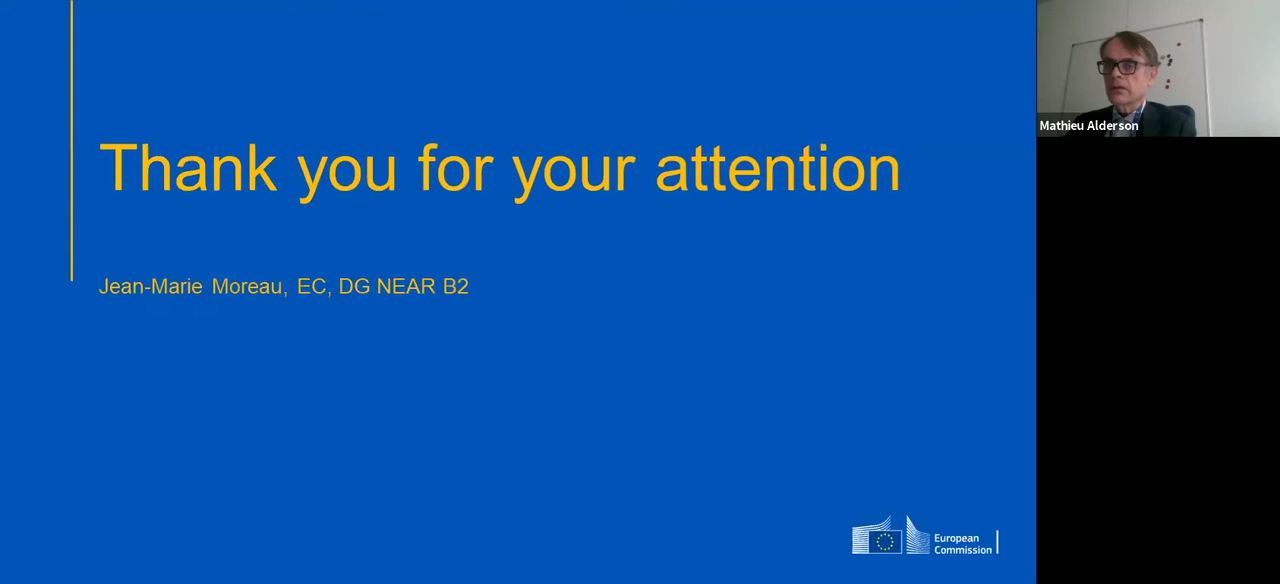 Thank you for your attention
Jean-Marie Moreau, EC, DG NEAR B2
European
Commission
Mathieu Alderson